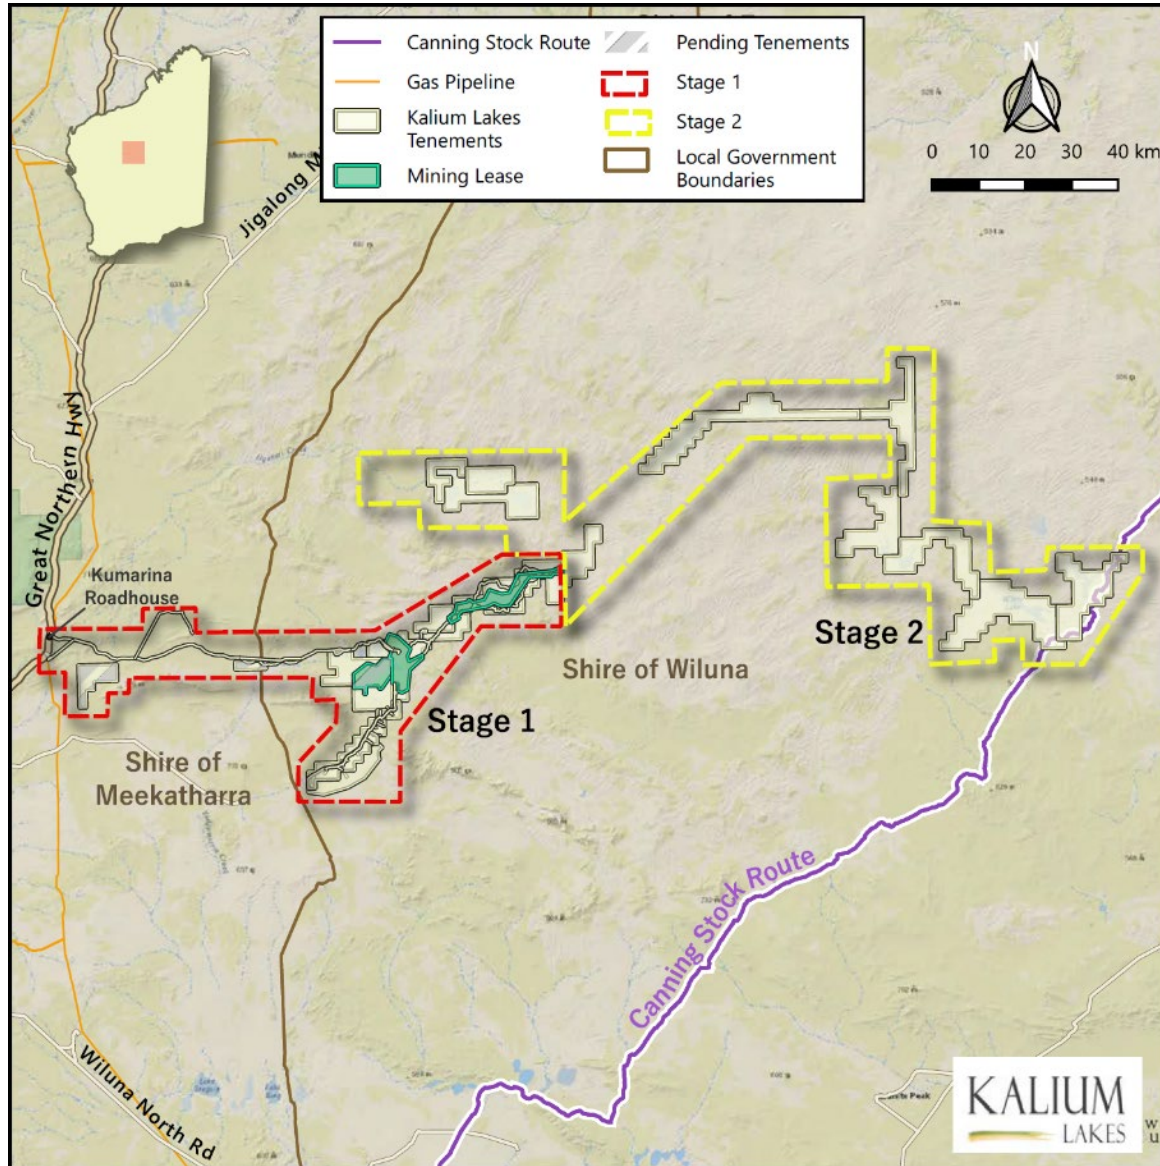 Canning Stock Route
Gas Pipeline
Kalium Lakes
Tenements
Mining Lease
Pending Tenements
Stage 1
Stage 2
Local Government
Boundaries
N
0 10 20 30 40 km
Great Northern Hwy
Kumarina
Roadhouse
Stage 2
Shire of Wiluna
Stage 1
Shire of
Meekatharra
Canning Stock Route
Wiluna North Rd
KALIUM
LAKES